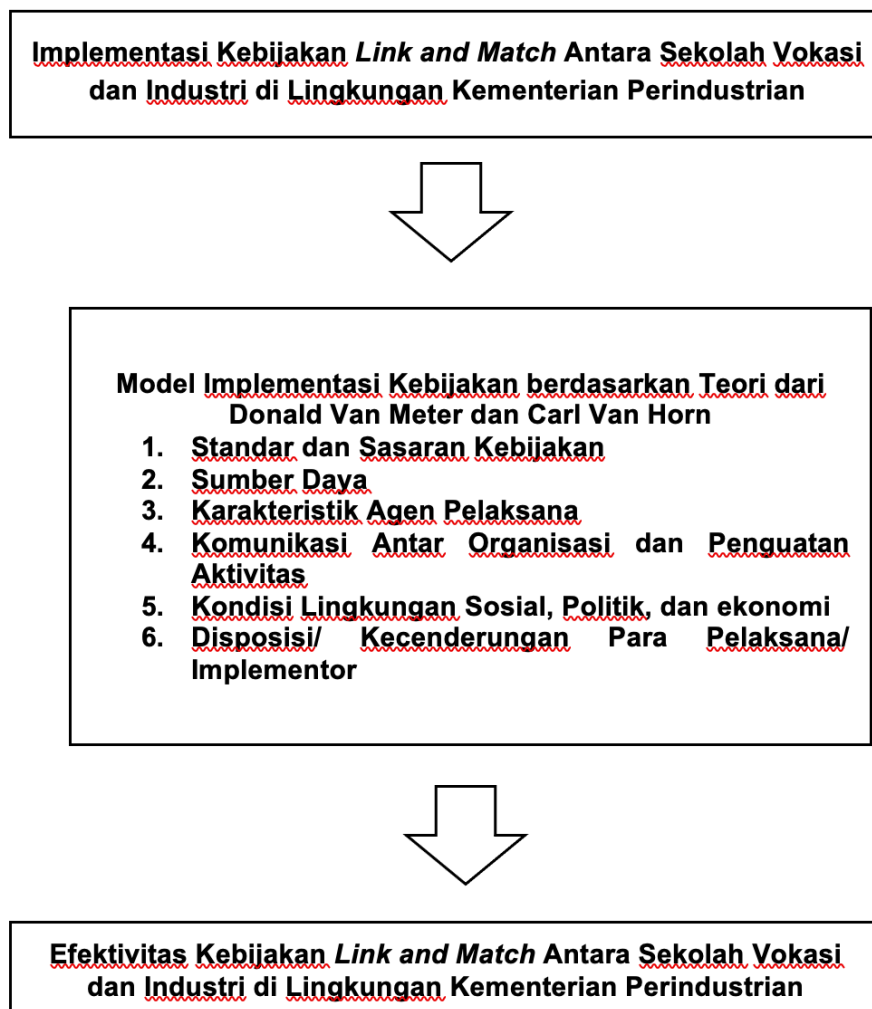 Implementasi Kebijakan Link and Match Antara Sekolah Vokasi
dan Industri di Lingkungan Kementerian Perindustrian
Model Implementasi Kebijakan berdasarkan Teori dari
Donald Van Meter dan Carl Van Horn
1. Standar dan Sasaran Kebijakan
2. Sumber Daya
3. Karakteristik Agen Pelaksana
4. Komunikasi Antar Organisasi dan Penguatan
Aktivitas
5. Kondisi Lingkungan Sosial, Politik, dan ekonomi
6. Disposisi/ Kecenderungan Para Pelaksana/
Implementor
Efektivitas Kebijakan Link and Match Antara Sekolah Vokasi
dan Industri di Lingkungan Kementerian Perindustrian